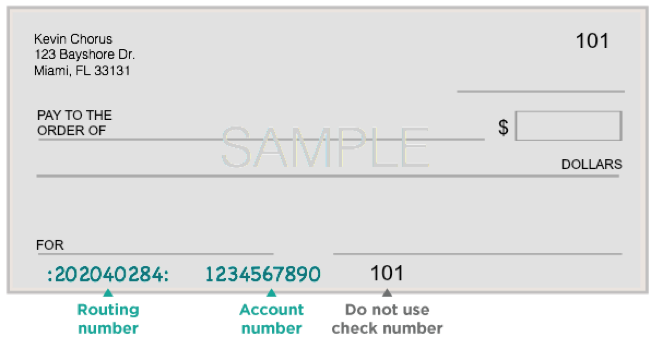 Kevin Chorus
123 Bayshore Dr.
Miami, FL 33131
101
PAY TO THE
ORDER OF
$
SAMPLE
DOLLARS
FOR
:202040284: 1234567890 101
Routing
number
Account
number
Do not use
check number